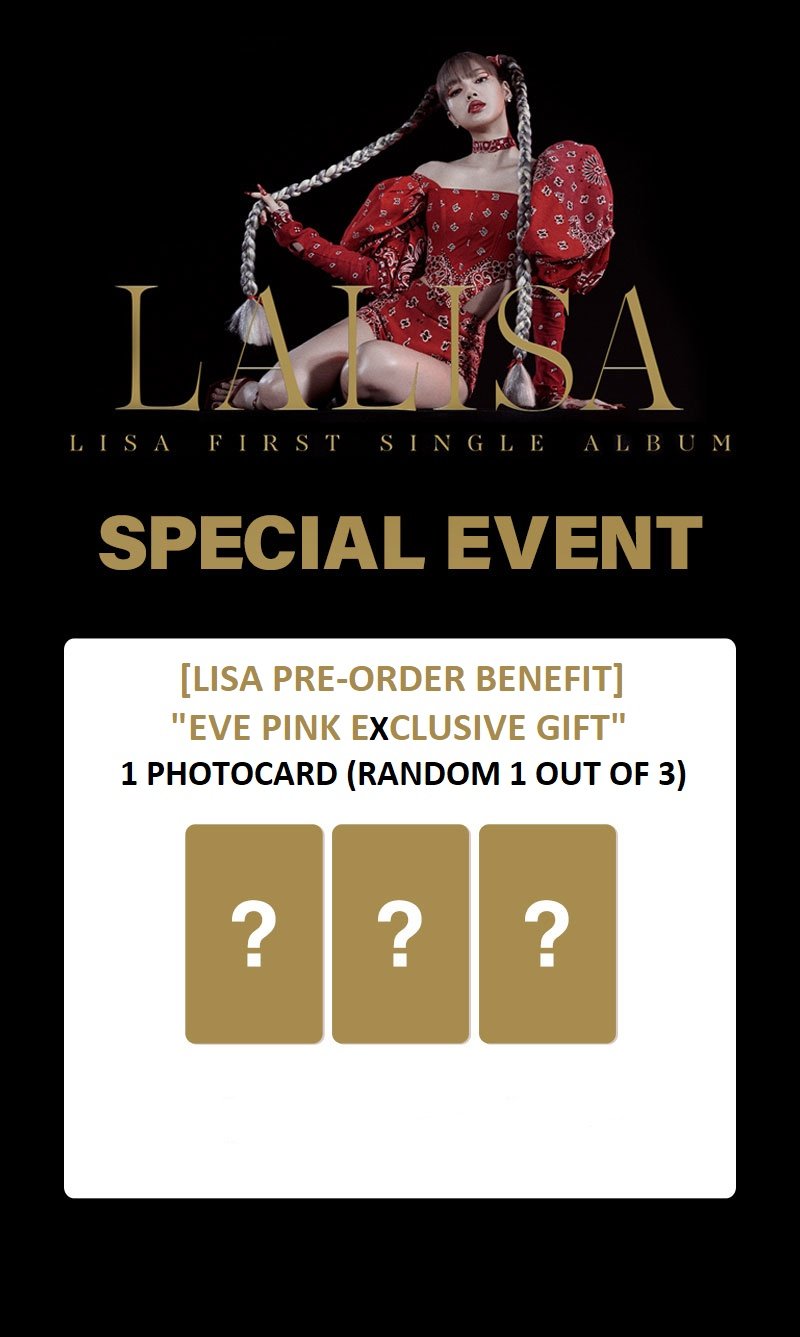 LALISA
LISA FIRST SINGLE ALBUM
SPECIAL EVENT
[LISA PRE-ORDER BENEFIT]
"EVE PINK EXCLUSIVE GIFT"
1 PHOTOCARD (RANDOM 1 OUT OF 3)
? ? ?